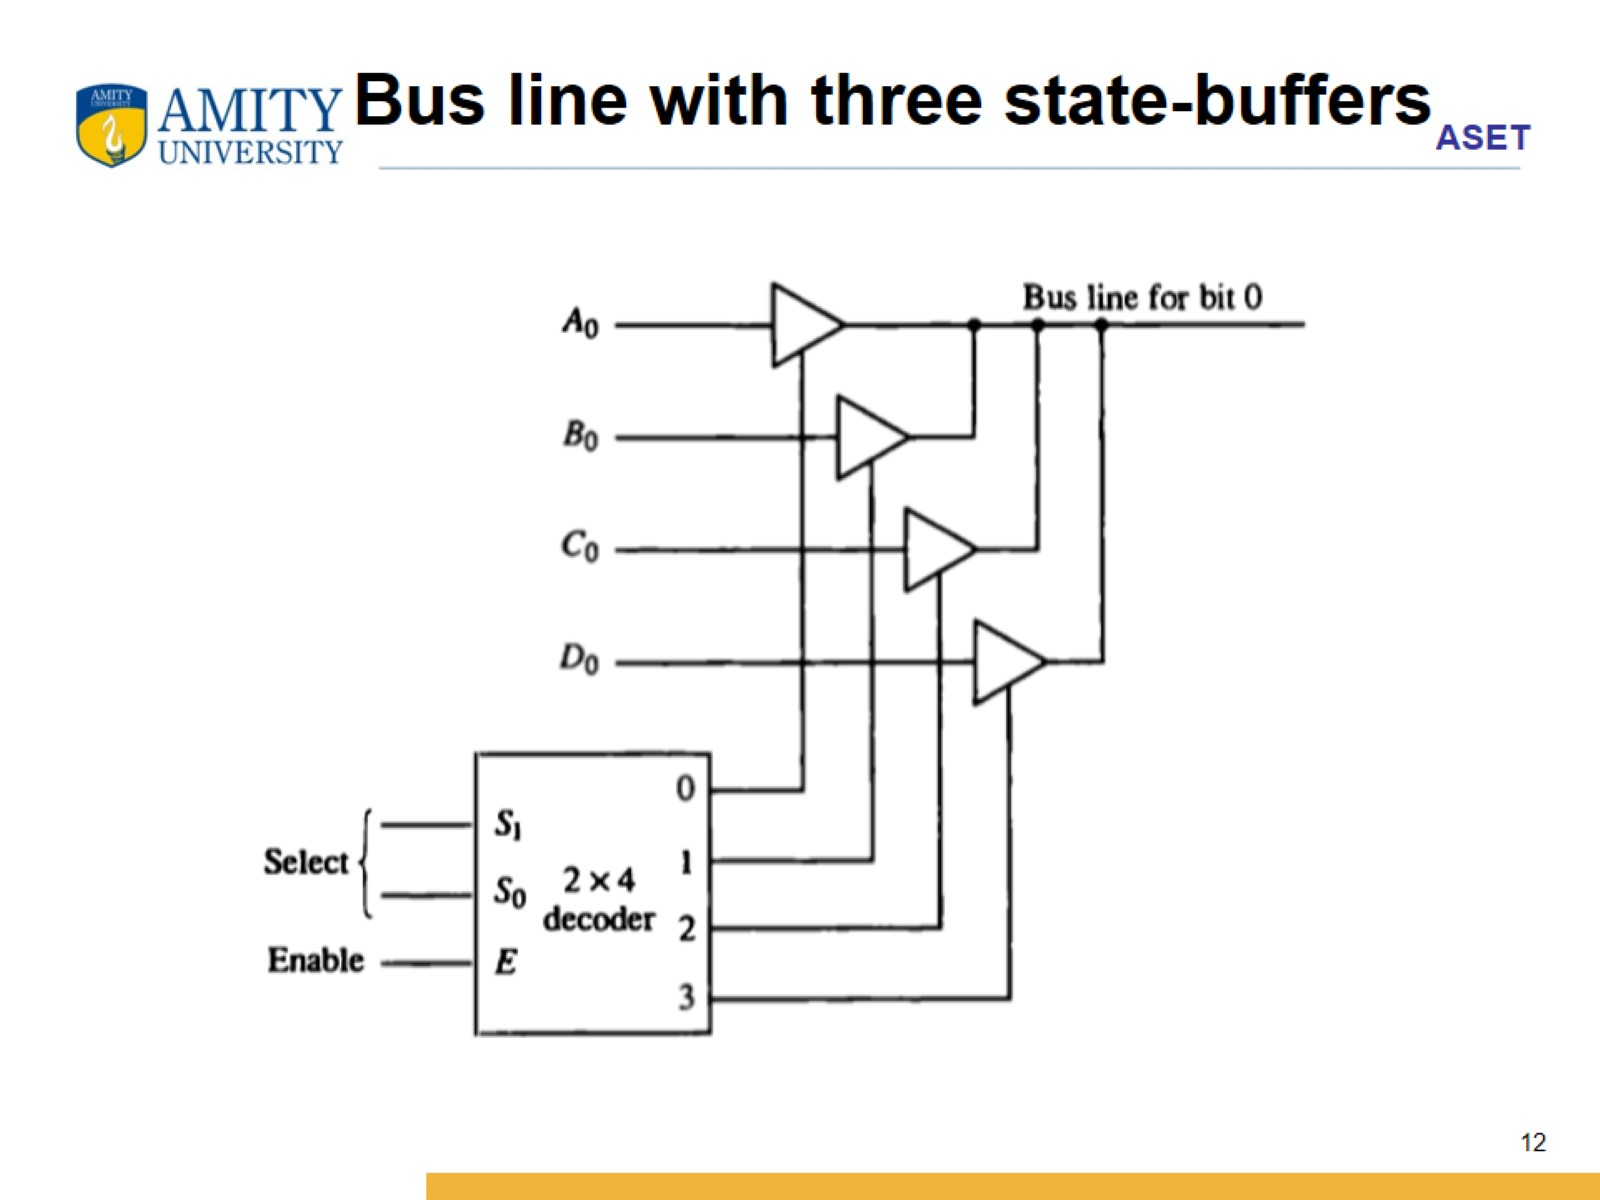 AMITY
UNIVERSITY
AMITY
UNIVERSITY
Bus line with three state-buffers
ASET
Bus line for bit 0
A0
B0
C0
D0
Select
Enable
S1
S0
E
2 × 4
decoder
0
1
2
3
12